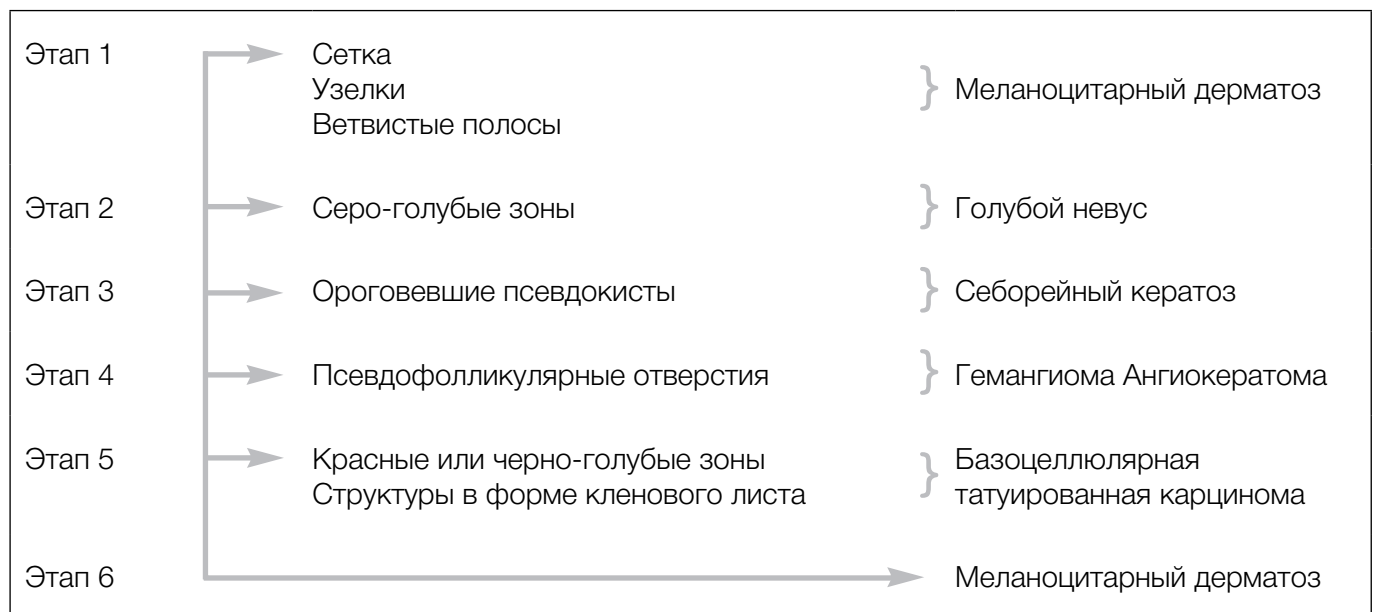 Этап 1 Сетка
Узелки } Меланоцитарный дерматоз
Ветвистые полосы
Этап 2 Серо-голубые зоны } Голубой невус
Этап 3 Ороговевшие псевдокисты } Себорейный кератоз
Этап 4 Псевдофолликулярные отверстия } Гемангиома Ангиокератома
Этап 5 Красные или черно-голубые зоны } Базоцеллюлярная
Структуры в форме кленового листа татуированная карцинома
Этап 6 Меланоцитарный дерматоз